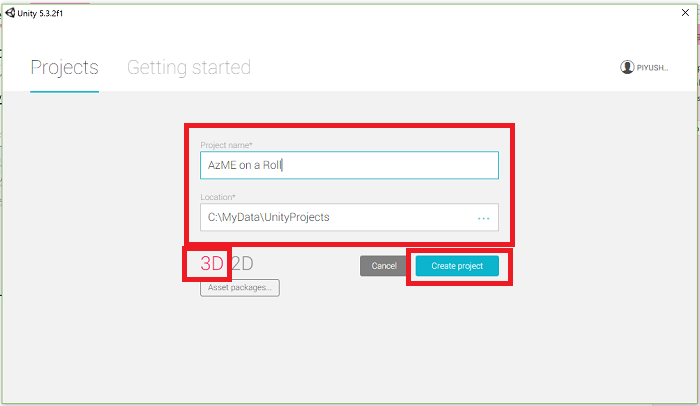 Unity 5.3.2f1
Projects Getting started PIYUSH...
Project name*
AzME on a Roll
Location*
C:\MyData\UnityProjects ...
3D 2D Cancel Create project
Asset packages...